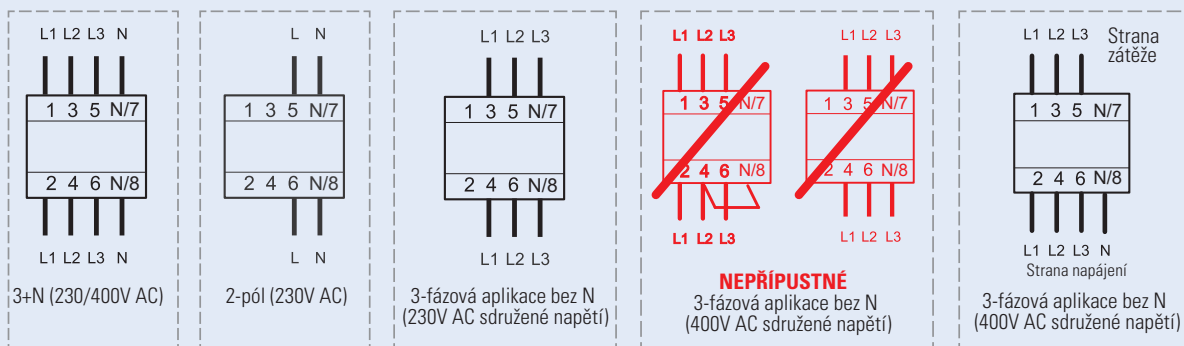 L1 L2 L3 N
1 3 5 N/7
2 4 6 N/8
L1 L2 L3 N
3+N (230/400V AC)
L N
1 3 5 N/7
2 4 6 N/8
L N
2-pól (230V AC)
L1 L2 L3
1 3 5 N/7
2 4 6 N/8
L1 L2 L3
3-fázová aplikace bez N
(230V AC sdružené napětí)
L1 L2 L3
1 3 5 N/7
2 4 6 N/8
L1 L2 L3
L1 L2 L3
1 3 5 N/7
2 4 6 N/8
L1 L2 L3
NEPŘÍPUSTNÉ
3-fázová aplikace bez N
(400V AC sdružené napětí)
L1 L2 L3
Strana
zátěže
1 3 5 N/7
2 4 6 N/8
L1 L2 L3 N
Strana napájení
3-fázová aplikace bez N
(400V AC sdružené napětí)